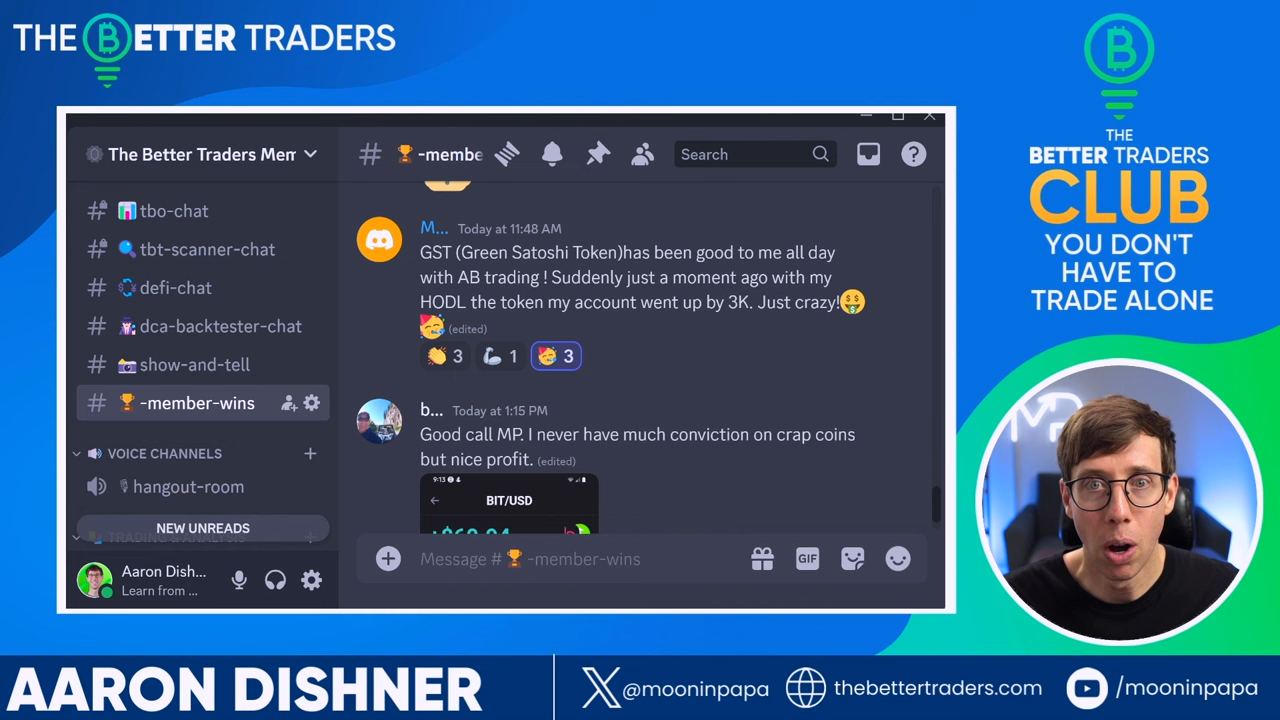 THE BETTER TRADERS
The Better Traders Mem
-membe
Search
tbo-chat
tbt-scanner-chat
defi-chat
dca-backtester-chat
show-and-tell
-member-wins
VOICE CHANNELS
hangout-room
NEW UNREADS
TRADING & ANALYSIS
Aaron Dish...
Learn from ...
M... Today at 11:48 AM
GST (Green Satoshi Token)has been good to me all day
with AB trading ! Suddenly just a moment ago with my
HODL the token my account went up by 3K. Just crazy!
(edited)
3 1 3
b... Today at 1:15 PM
Good call MP. I never have much conviction on crap coins
but nice profit. (edited)
9:13
BIT/USD
Message # -member-wins
GIF
THE
BETTER TRADERS
CLUB
YOU DON'T
HAVE TO
TRADE ALONE
AARON DISHNER
@mooninpapa
thebettertraders.com
/mooninpapa